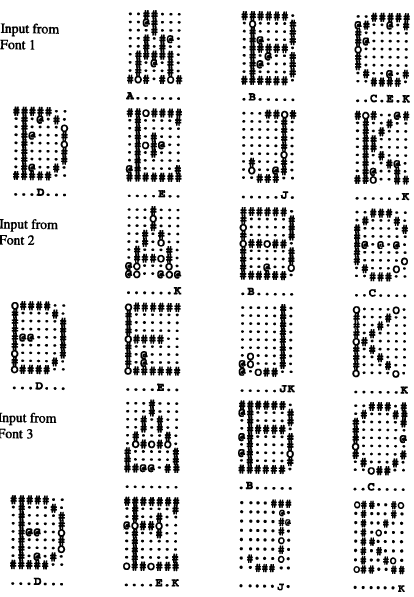 Input from
Font 1
A......
.B.....
..C.E.K
...D...
....E..
.....J.
......K
Input from
Font 2
......K
.B.....
..C....
...D...
....E..
.....JK
......K
Input from
Font 3
.......
.B.....
..C....
...D...
....E.K
.....J.
......K